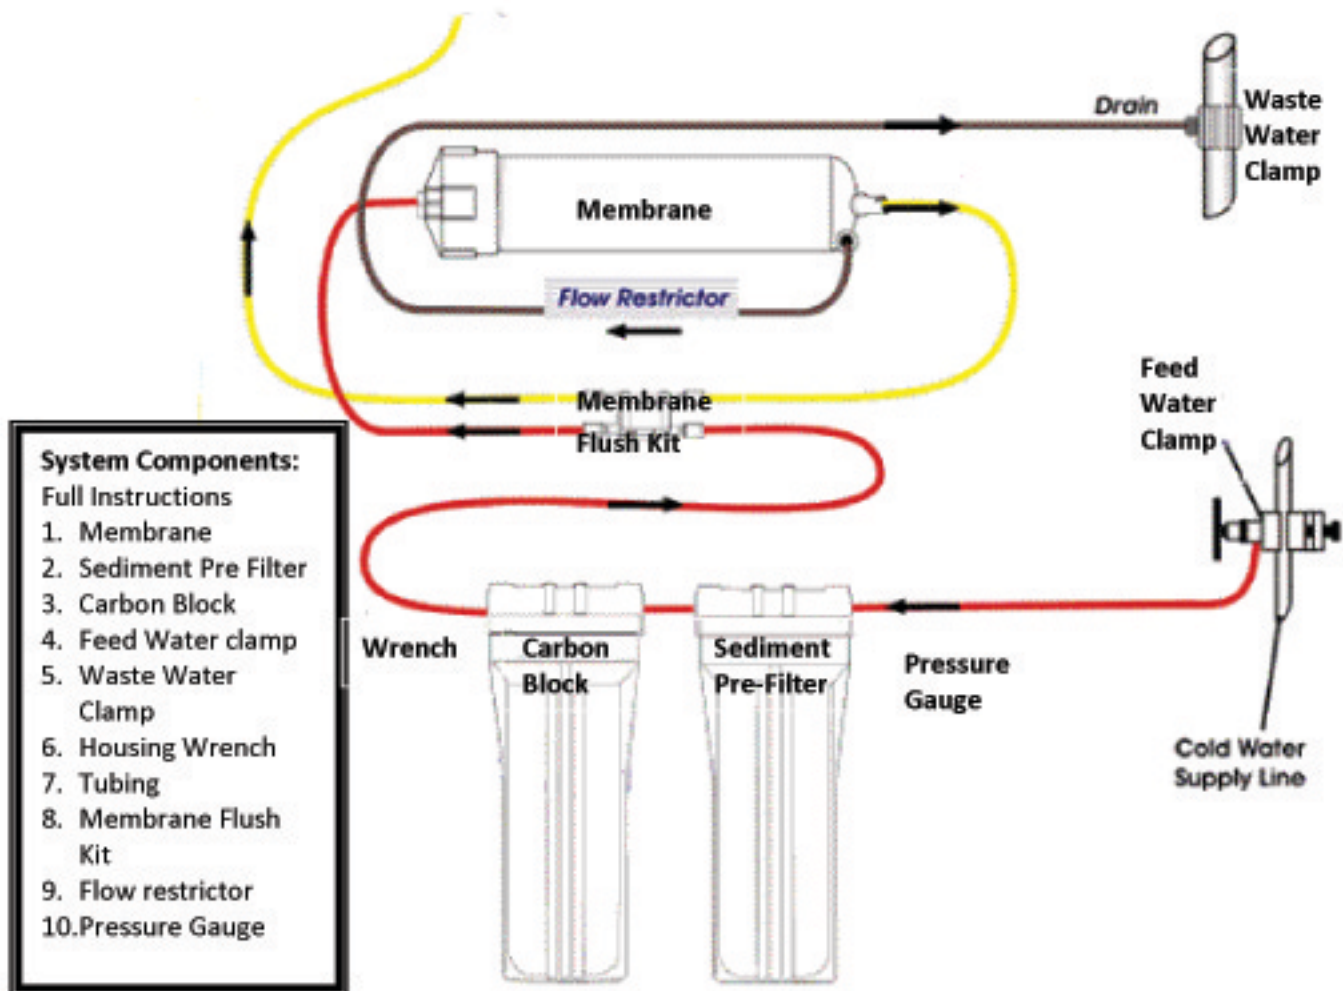 Drain
Waste
Water
Clamp
Membrane
Flow Restrictor
Membrane
Flush Kit
Feed
Water
Clamp
System Components:
Full Instructions
1. Membrane
2. Sediment Pre Filter
3. Carbon Block
4. Feed Water clamp
5. Waste Water
Clamp
6. Housing Wrench
7. Tubing
8. Membrane Flush
Kit
9. Flow restrictor
10.Pressure Gauge
Wrench
Carbon
Block
Sediment
Pre-Filter
Pressure
Gauge
Cold Water
Supply Line